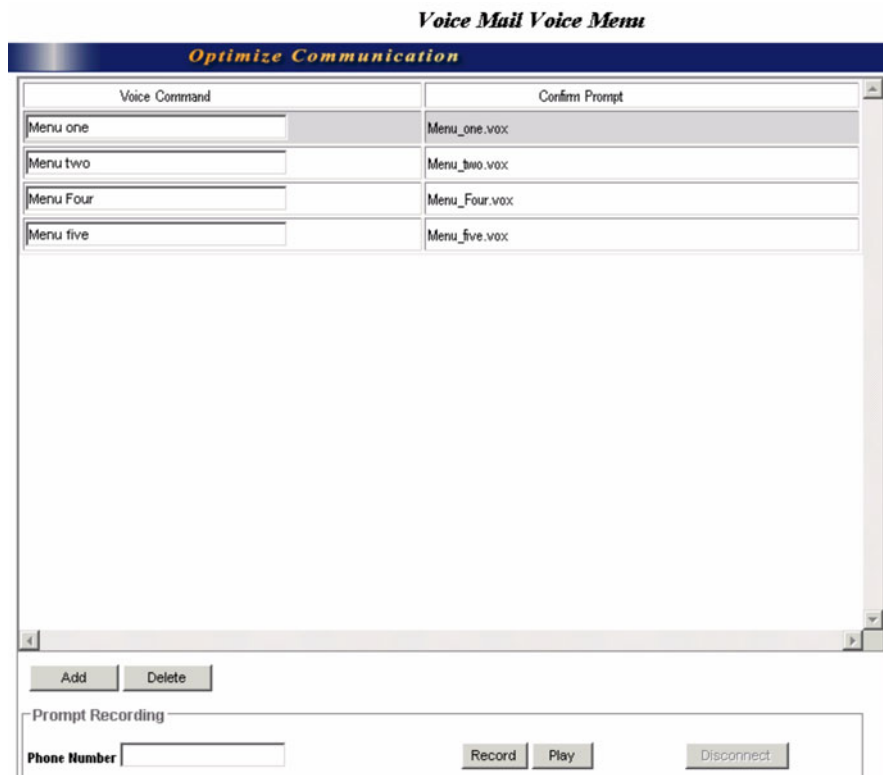 Voice Mail Voice Menu
Optimize Communication
Voice Command Confirm Prompt
Menu one Menu_one.vox
Menu two Menu_two.vox
Menu Four Menu_Four.vox
Menu five Menu_five.vox
Add Delete
Prompt Recording
Phone Number Record Play Disconnect